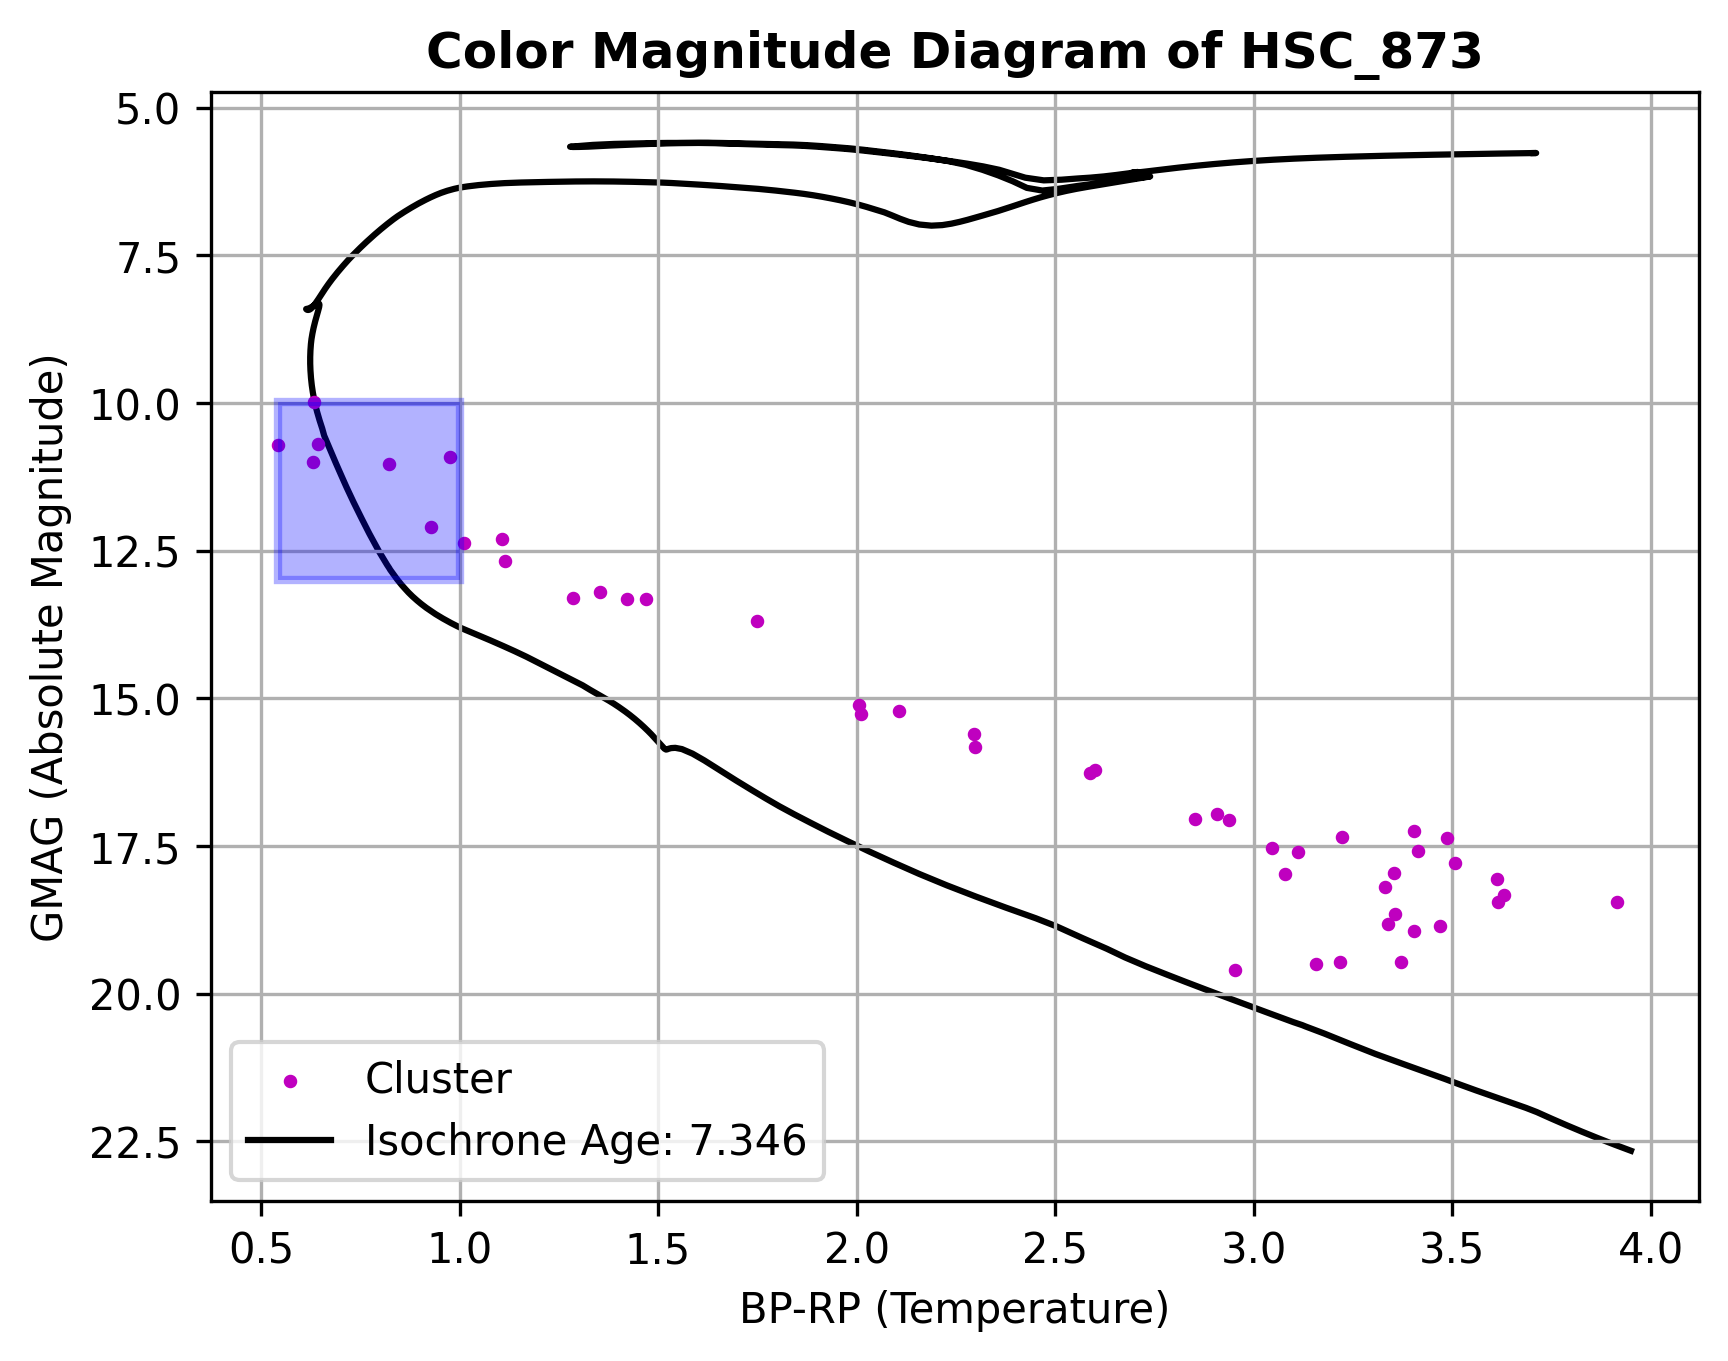 Color Magnitude Diagram of HSC_873
5.0
7.5
10.0
12.5
15.0
17.5
20.0
22.5
GMAG (Absolute Magnitude)
Cluster
Isochrone Age: 7.346
0.5 1.0 1.5 2.0 2.5 3.0 3.5 4.0
BP-RP (Temperature)